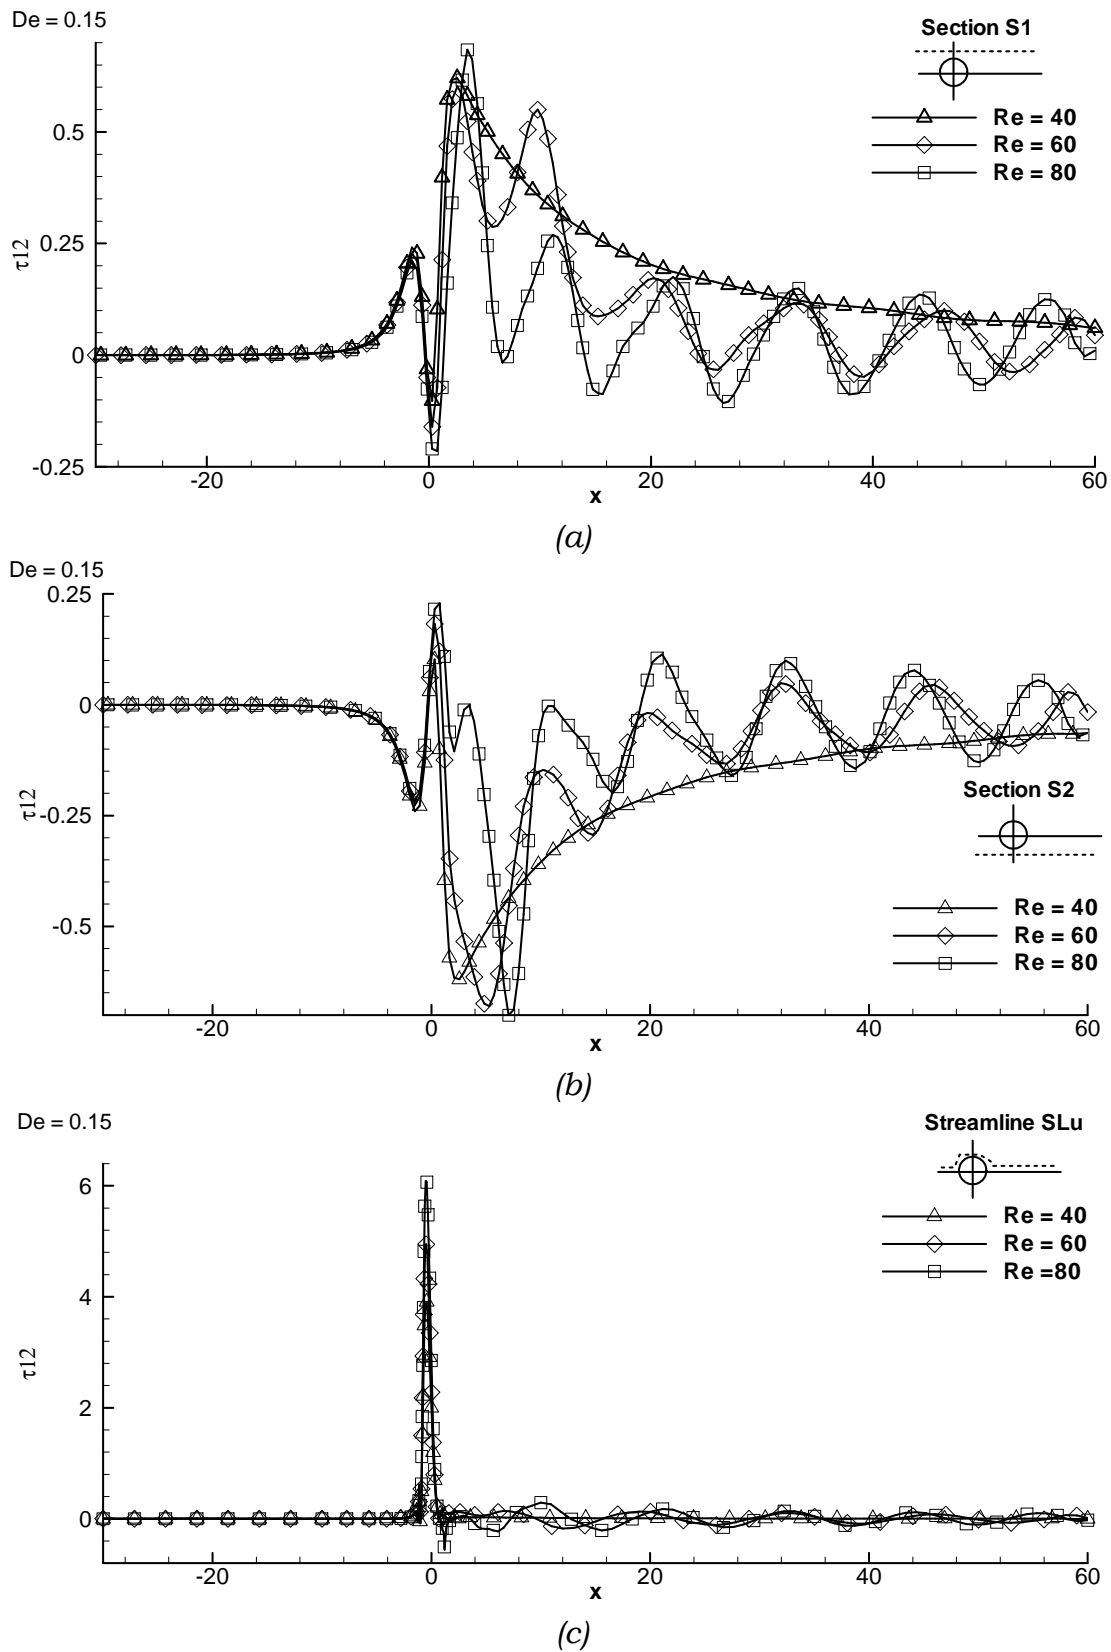 De = 0.15
Section S1
Re = 40
Re = 60
Re = 80
0.5
0.25
0
-0.25
τ12
-20
0
20
40
60
x
(a)
De = 0.15
0.25
0
-0.25
-0.5
τ12
Section S2
Re = 40
Re = 60
Re = 80
-20
0
20
40
60
x
(b)
De = 0.15
Streamline SLu
Re = 40
Re = 60
Re =80
6
4
2
0
τ12
-20
0
20
40
60
x
(c)